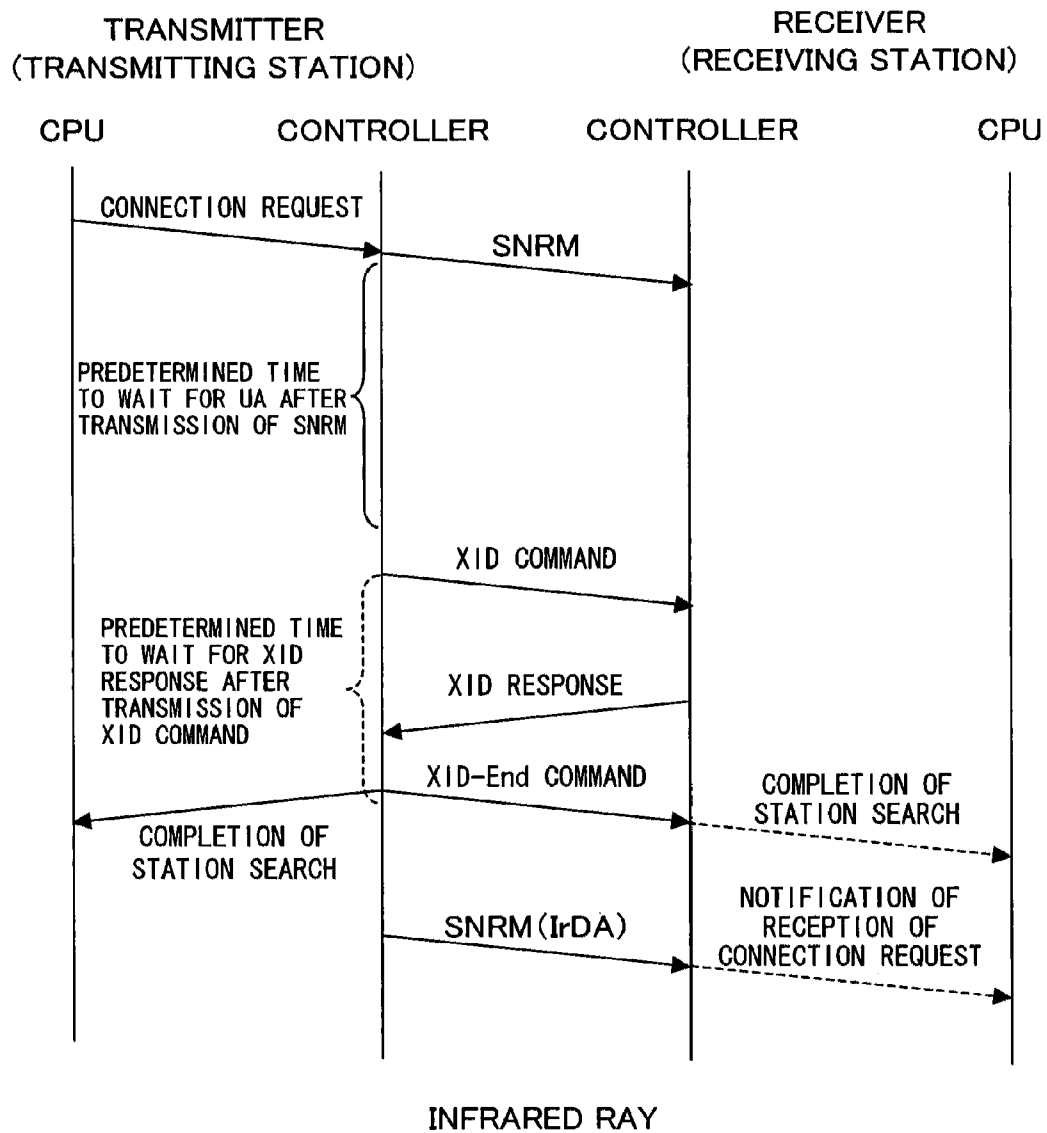 TRANSMITTER
(TRANSMITTING STATION)
RECEIVER
(RECEIVING STATION)
CPU
CONTROLLER
CONTROLLER
CPU
CONNECTION REQUEST
SNRM
PREDETERMINED TIME
TO WAIT FOR UA AFTER
TRANSMISSION OF SNRM
XID COMMAND
PREDETERMINED TIME
TO WAIT FOR XID
RESPONSE AFTER
TRANSMISSION OF
XID COMMAND
XID RESPONSE
XID-End COMMAND
COMPLETION OF
STATION SEARCH
COMPLETION OF
STATION SEARCH
SNRM(IrDA)
NOTIFICATION OF
RECEPTION OF
CONNECTION REQUEST
INFRARED RAY